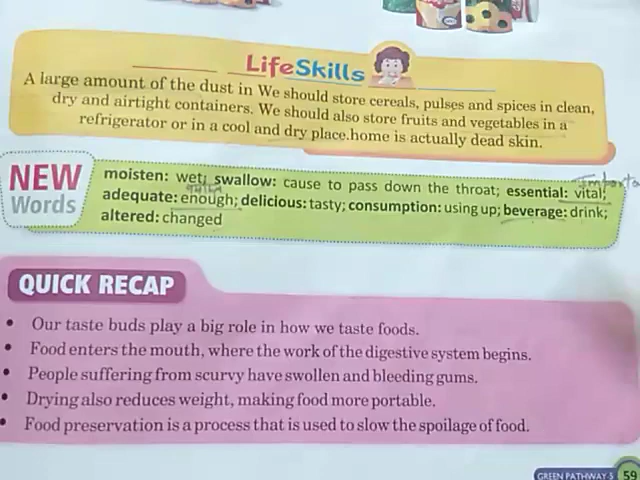 LifeSkills
A large amount of the dust in We should store cereals, pulses and spices in clean,
dry and airtight containers. We should also store fruits and vegetables in a
refrigerator or in a cool and dry place.home is actually dead skin.
NEW
Words
moisten: wet; swallow: cause to pass down the throat; essential: vital;
adequate: enough; delicious: tasty; consumption: using up; beverage: drink;
altered: changed
QUICK RECAP
• Our taste buds play a big role in how we taste foods.
• Food enters the mouth, where the work of the digestive system begins.
• People suffering from scurvy have swollen and bleeding gums.
• Drying also reduces weight, making food more portable.
• Food preservation is a process that is used to slow the spoilage of food.
GREEN PATHWAY-5 59